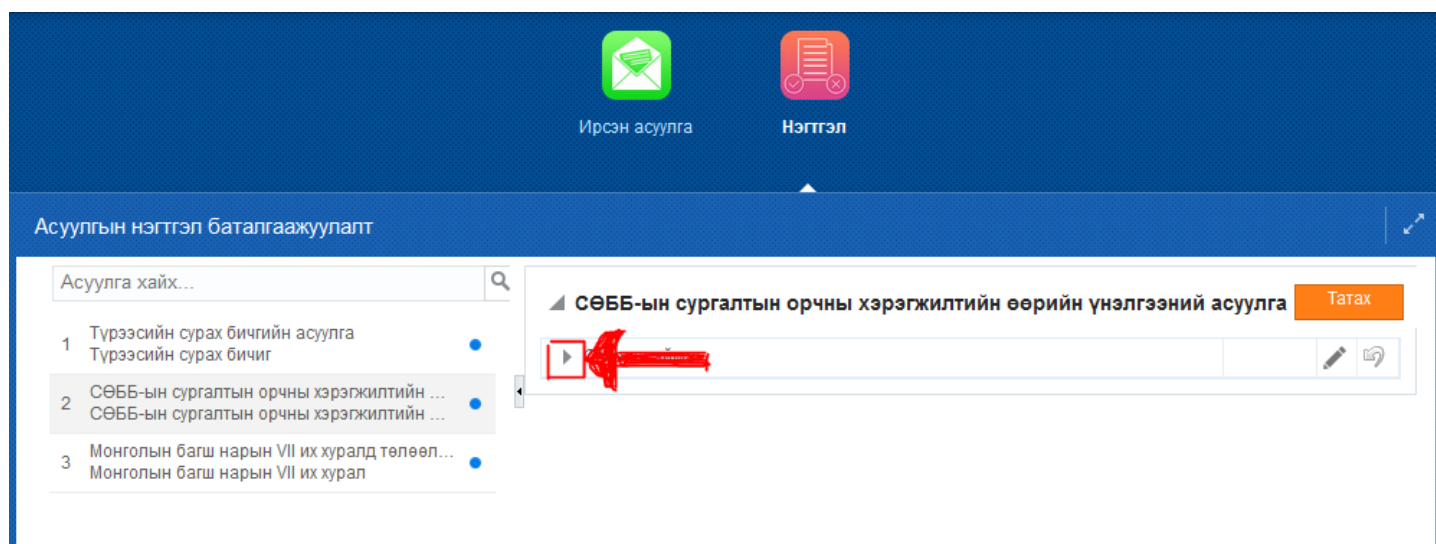 Ирсэн асуулга
Нэгтгэл
Асуулгын нэгтгэл баталгаажуулалт
Асуулга хайх...
1 Түрээсийн сурах бичгийн асуулга
Түрээсийн сурах бичиг
2 СӨББ-ын сургалтын орчны хэрэгжилтийн ...
СӨББ-ын сургалтын орчны хэрэгжилтийн ...
3 Монголын багш нарын VII их хуралд төлөөл...
Монголын багш нарын VII их хурал
СӨББ-ын сургалтын орчны хэрэгжилтийн өөрийн үнэлгээний асуулга
Татах